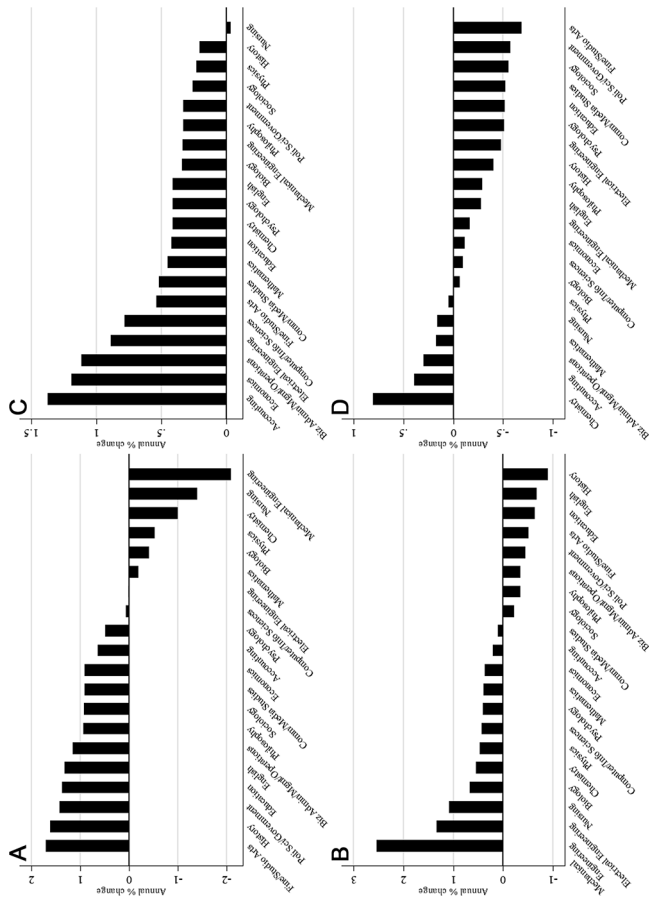 A
Annual % change
2
1
0
-1
-2
Fine/Studio Arts
History
Poli Sci/Government
Education
English
Biz Admin/Mgmt/Operations
Philosophy
Sociology
Comm/Media Studies
Economics
Accounting
Psychology
Computer/Info Sciences
Electrical Engineering
Mathematics
Biology
Physics
Chemistry
Nursing
Mechanical Engineering
C
Annual % change
1.5
1
.5
0
Accounting
Economics
Biz Admin/Mgmt/Operations
Electrical Engineering
Computer/Info Sciences
Fine/Studio Arts
Comm/Media Studies
Mathematics
Education
Chemistry
Psychology
English
Biology
Mechanical Engineering
Philosophy
Poli Sci/Government
Sociology
Physics
History
Nursing
B
Annual % change
3
2
1
0
-1
Mechanical Engineering
Electrical Engineering
Nursing
Biology
Chemistry
Physics
Computer/Info Sciences
Psychology
Mathematics
Economics
Accounting
Comm/Media Studies
Sociology
Philosophy
Biz Admin/Mgmt/Operations
Poli Sci/Government
Fine/Studio Arts
Education
English
History
D
Annual % change
1
.5
0
-.5
-1
Chemistry
Accounting
Biz Admin/Mgmt/Operations
Mathematics
Nursing
Physics
Biology
Computer/Info Sciences
Economics
Mechanical Engineering
English
Philosophy
History
Electrical Engineering
Psychology
Education
Comm/Media Studies
Sociology
Poli Sci/Government
Fine/Studio Arts